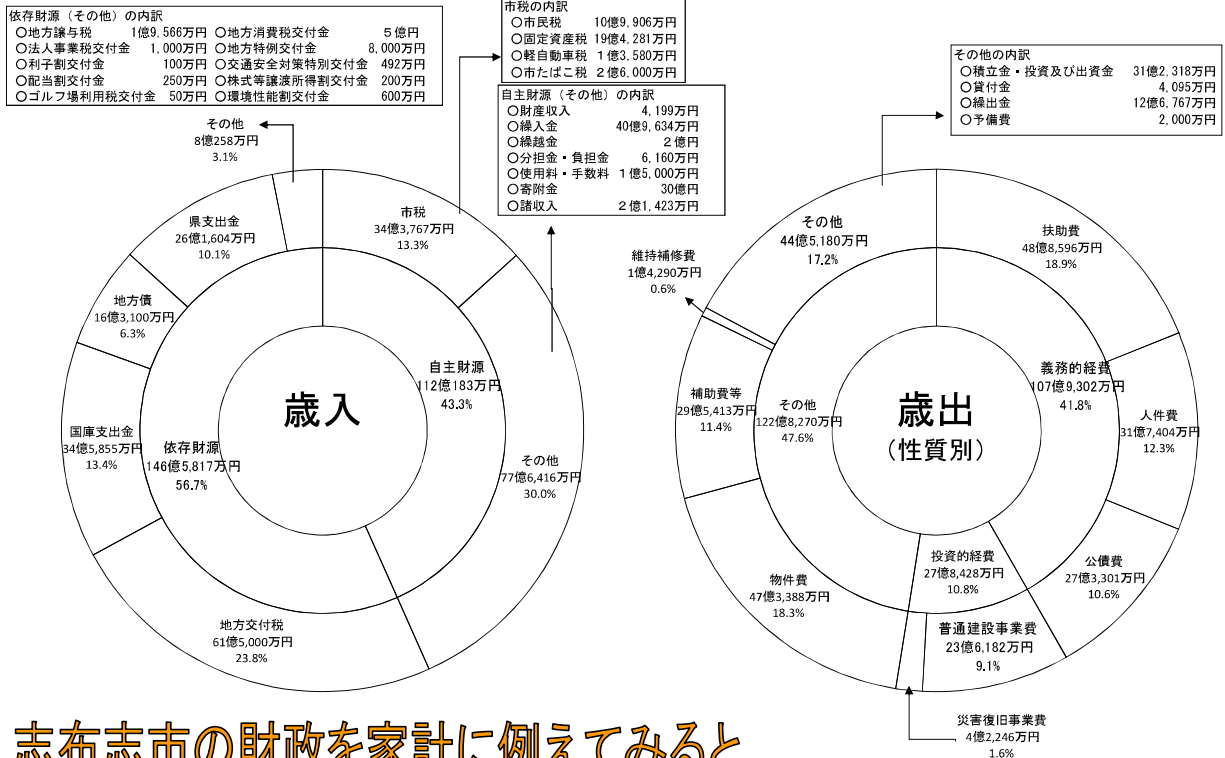 依存財源（その他）の内訳
○地方譲与税 1億9,566万円 ○地方消費税交付金 5億円
○法人事業税交付金 1,000万円 ○地方特例交付金 8,000万円
○利子割交付金 100万円 ○交通安全対策特別交付金 492万円
○配当割交付金 250万円 ○株式等譲渡所得割交付金 200万円
○ゴルフ場利用税交付金 50万円 ○環境性能割交付金 600万円
市税の内訳
○市民税 10億9,906万円
○固定資産税 19億4,281万円
○軽自動車税 1億3,580万円
○市たばこ税 2億6,000万円
自主財源（その他）の内訳
○財産収入 4,199万円
○繰入金 40億9,634万円
○繰越金 2億円
○分担金・負担金 6,160万円
○使用料・手数料 1億5,000万円
○寄附金 30億円
○諸収入 2億1,423万円
その他の内訳
○積立金・投資及び出資金 31億2,318万円
○貸付金 4,095万円
○繰出金 12億6,767万円
○予備費 2,000万円
その他
8億258万円
3.1%
市税
34億3,767万円
13.3%
県支出金
26億1,604万円
10.1%
地方債
16億3,100万円
6.3%
自主財源
112億183万円
43.3%
歳入
国庫支出金
34億5,855万円
13.4%
依存財源
146億5,817万円
56.7%
その他
77億6,416万円
30.0%
地方交付税
61億5,000万円
23.8%
その他
44億5,180万円
17.2%
扶助費
48億8,596万円
18.9%
維持補修費
1億4,290万円
0.6%
義務的経費
107億9,302万円
41.8%
補助費等
29億5,413万円
11.4%
その他
122億8,270万円
47.6%
歳出
（性質別）
人件費
31億7,404万円
12.3%
投資的経費
27億8,428万円
10.8%
公債費
27億3,301万円
10.6%
物件費
47億3,388万円
18.3%
普通建設事業費
23億6,182万円
9.1%
災害復旧事業費
4億2,246万円
1.6%
志布志市の財政を家計に例えてみると